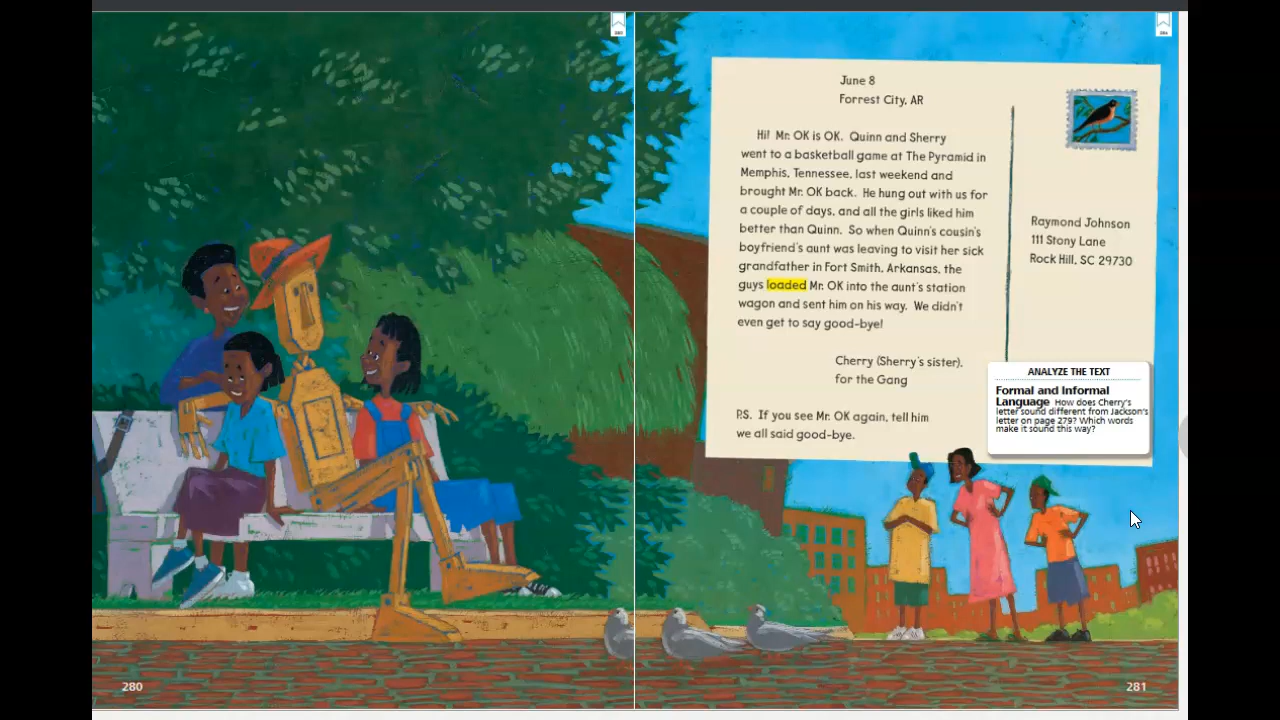 June 8
Forrest City, AR
Hi! Mr. OK is OK. Quinn and Sherry
went to a basketball game at The Pyramid in
Memphis, Tennessee, last weekend and
brought Mr. OK back. He hung out with us for
a couple of days, and all the girls liked him
better than Quinn. So when Quinn's cousin's
boyfriend's aunt was leaving to visit her sick
grandfather in Fort Smith, Arkansas, the
guys loaded Mr. OK into the aunt's station
wagon and sent him on his way. We didn't
even get to say good-bye!
Cherry (Sherry's sister),
for the Gang
P.S. If you see Mr. OK again, tell him
we all said good-bye.
Raymond Johnson
111 Stony Lane
Rock Hill, SC 29730
ANALYZE THE TEXT
Formal and Informal
Language How does Cherry's
letter sound different from Jackson's
letter on page 279? Which words
make it sound this way?
280
281